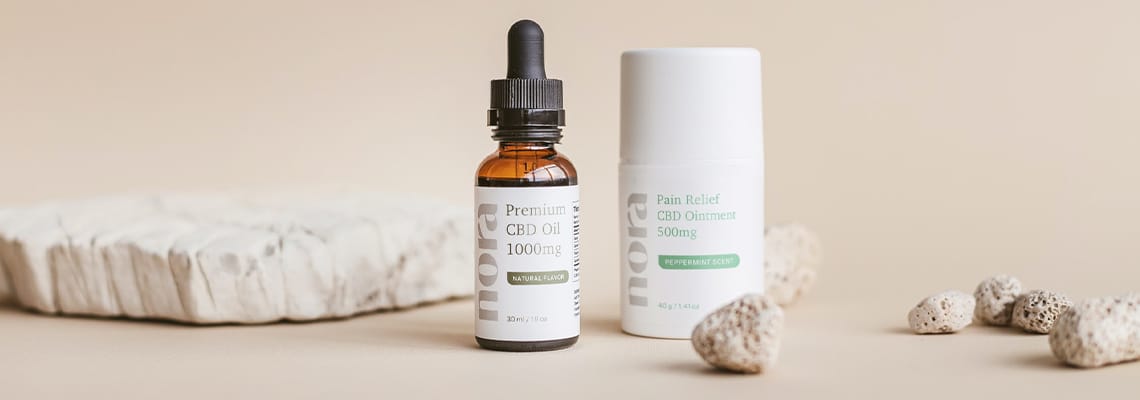 nora
Premium
CBD Oil
1000mg
NATURAL FLAVOR
30 ml / 1 fl oz
nora
Pain Relief
CBD Ointment
500mg
PEPPERMINT SCENT
40 g / 1.41 oz